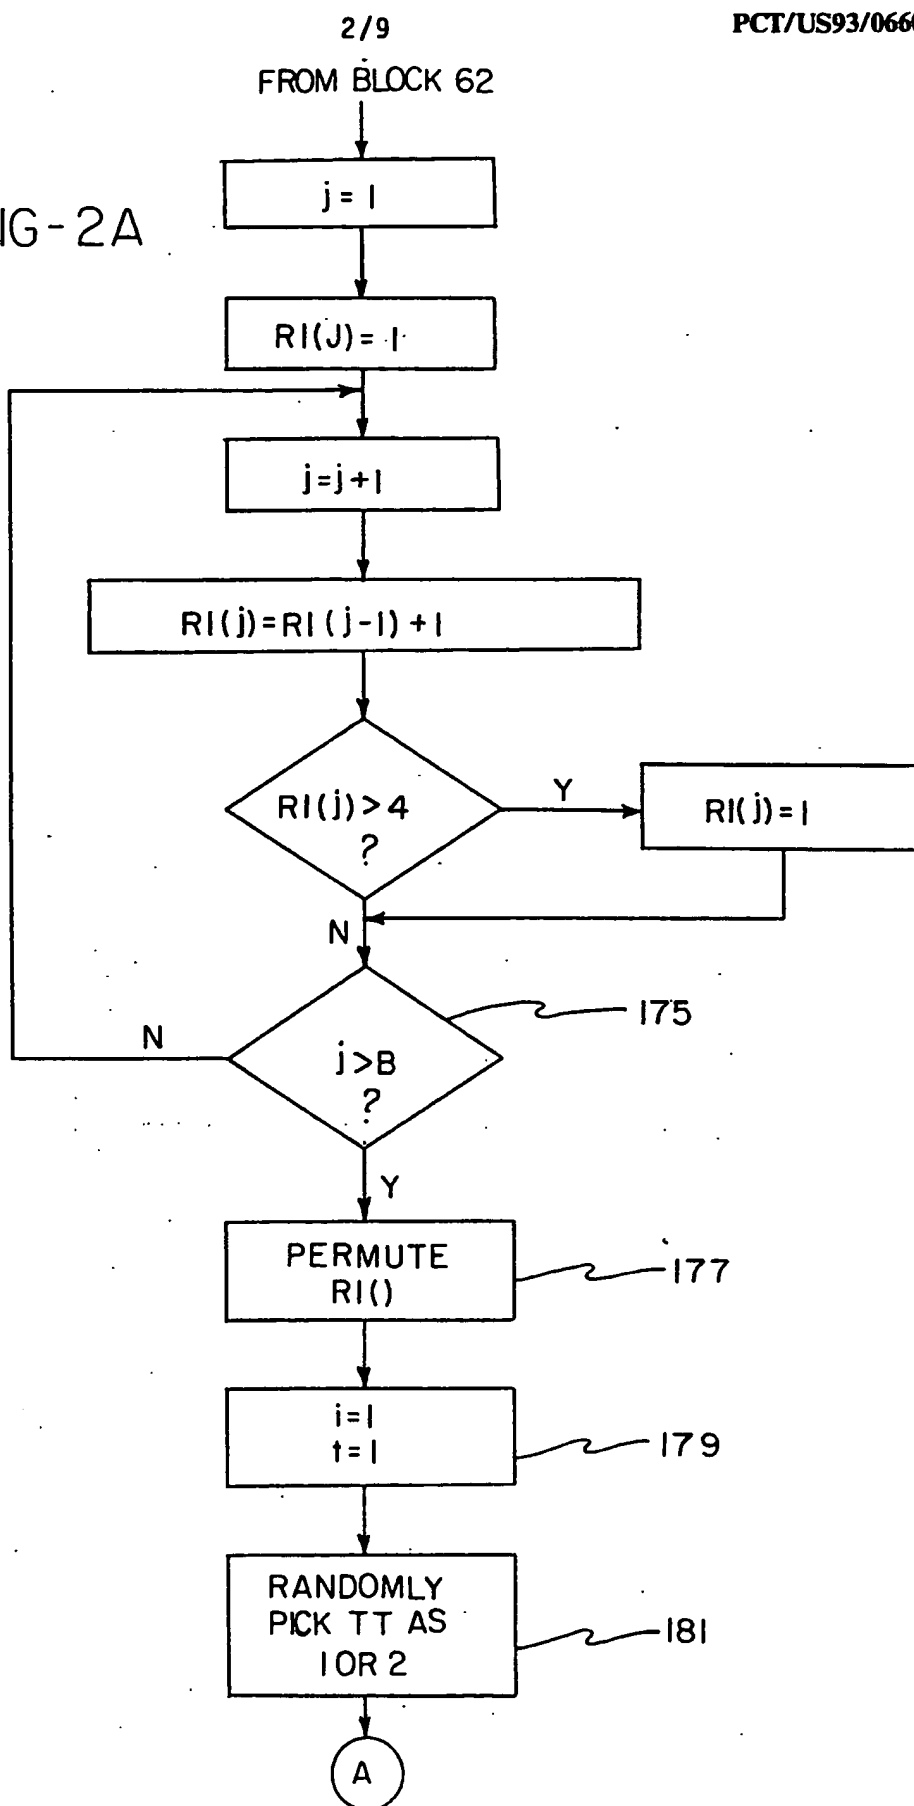 2/9
PCT/US93/066
FROM BLOCK 62
IG-2A
j = 1
RI(J) = 1
j=j+1
RI(j)=RI(j-1)+1
RI(j)>4
?
Y
RI(j)=1
N
175
N
j>B
?
Y
PERMUTE
RI()
177
i=1
t=1
179
RANDOMLY
PICK TT AS
1 OR 2
181
A